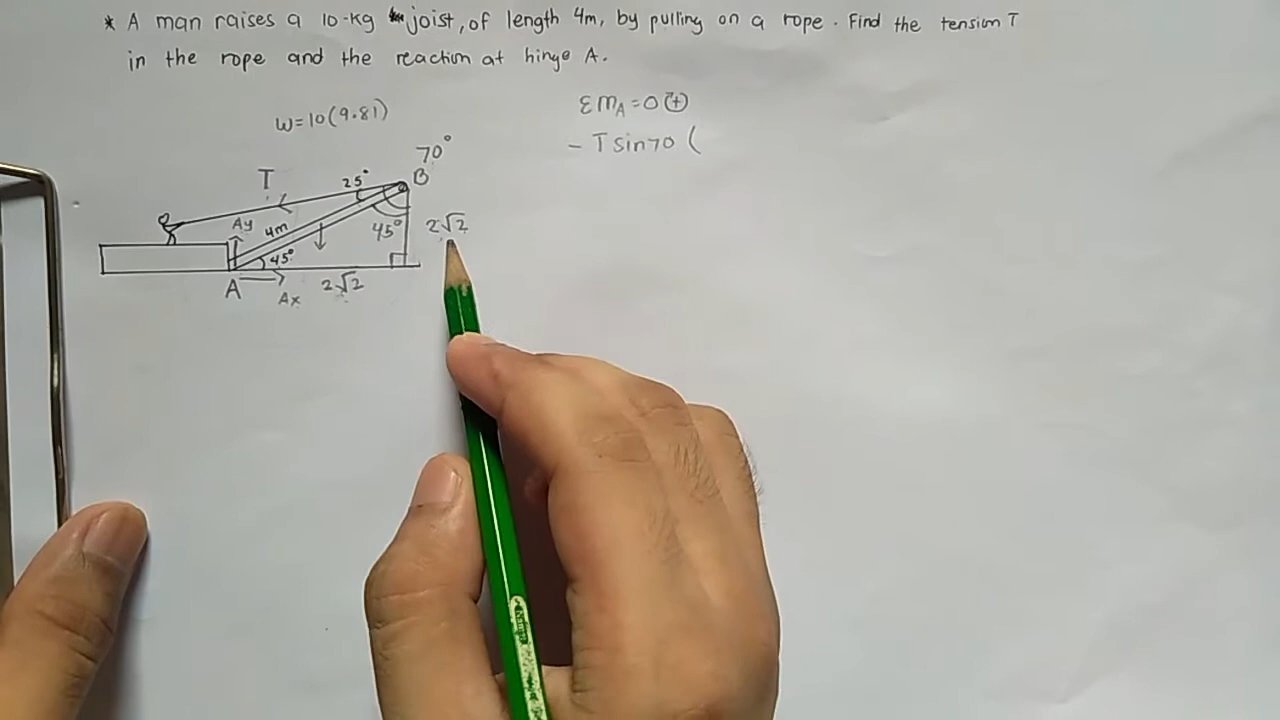 * A man raises a 10-kg joist, of length 4m, by pulling on a rope. Find the tension T
in the rope and the reaction at hinge A.
W=10(9.81)
ΣMA=0 (+)
- T sin70 (
70°
T
25°
B
Ay
4m
45°
2√2
45°
A
Ax
2√2